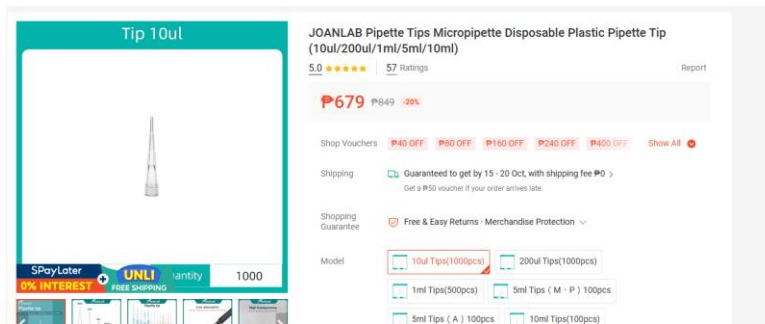 Tip 10ul
SPayLater
0% INTEREST
+
UNLI
FREE SHIPPING
antity
1000
JOANLAB Pipette Tips Micropipette Disposable Plastic Pipette Tip
(10ul/200ul/1ml/5ml/10ml)
5.0 ★★★★★ 57 Ratings Report
₱679 ₱849 -20%
Shop Vouchers ₱40 OFF ₱80 OFF ₱160 OFF ₱240 OFF ₱400 OFF Show All
Shipping Guaranteed to get by 15 - 20 Oct, with shipping fee ₱0 >
Get a ₱50 voucher if your order arrives late.
Shopping
Guarantee
Free & Easy Returns · Merchandise Protection
Model 10ul Tips(1000pcs) 200ul Tips(1000pcs)
1ml Tips(500pcs) 5ml Tips ( M · P ) 100pcs
5ml Tips ( A ) 100pcs 10ml Tips(100pcs)